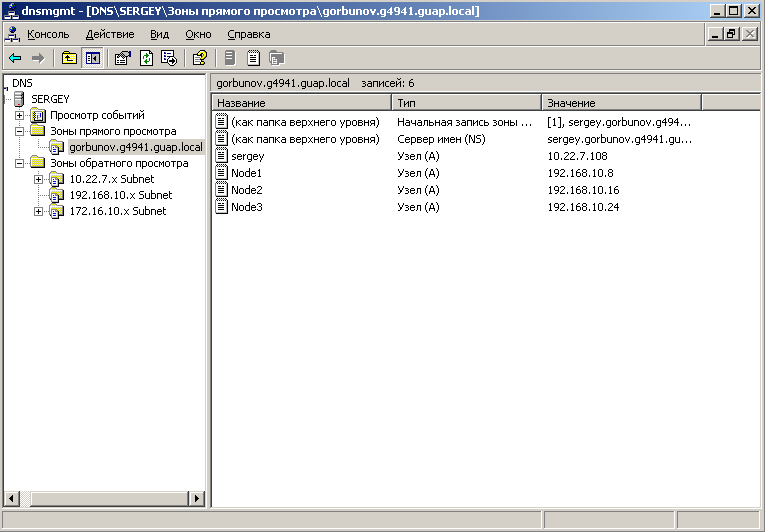 dnsmgmt - [DNS\SERGEY\Зоны прямого просмотра\gorbunov.g4941.guap.local]
Консоль Действие Вид Окно Справка
DNS
SERGEY
Просмотр событий
Зоны прямого просмотра
gorbunov.g4941.guap.local
Зоны обратного просмотра
10.22.7.x Subnet
192.168.10.x Subnet
172.16.10.x Subnet
gorbunov.g4941.guap.local записей: 6
Название Тип Значение
(как папка верхнего уровня) Начальная запись зоны ... [1], sergey.gorbunov.g494...
(как папка верхнего уровня) Сервер имен (NS) sergey.gorbunov.g4941.gu...
sergey Узел (A) 10.22.7.108
Node1 Узел (A) 192.168.10.8
Node2 Узел (A) 192.168.10.16
Node3 Узел (A) 192.168.10.24